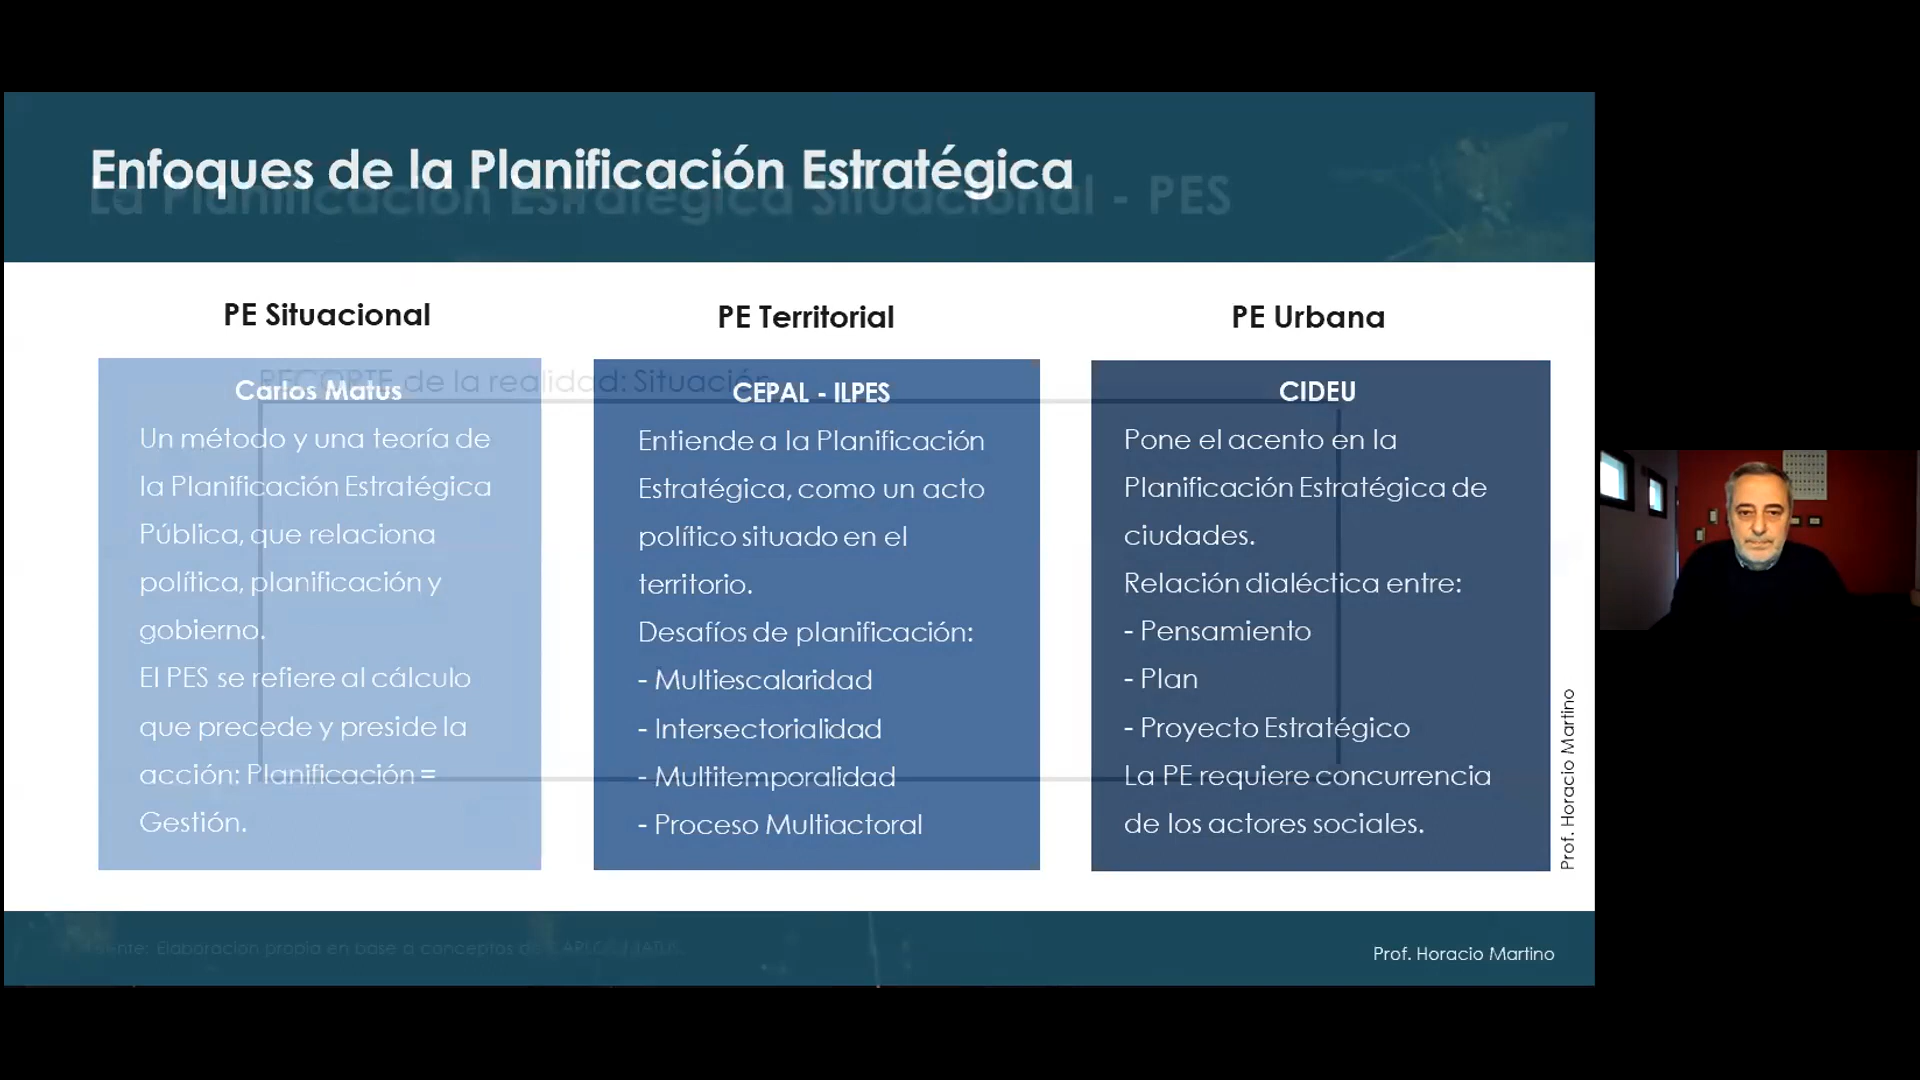 Enfoques de la Planificación Estratégica
La Planificación Estratégica Situacional - PES
PE Situacional
Carlos Matus
Un método y una teoría de
la Planificación Estratégica
Pública, que relaciona
política, planificación y
gobierno.
El PES se refiere al cálculo
que precede y preside la
acción: Planificación =
Gestión.
PE Territorial
CEPAL - ILPES
Entiende a la Planificación
Estratégica, como un acto
político situado en el
territorio.
Desafíos de planificación:
- Multiescalaridad
- Intersectorialidad
- Multitemporalidad
- Proceso Multiactoral
PE Urbana
CIDEU
Pone el acento en la
Planificación Estratégica de
ciudades.
Relación dialéctica entre:
- Pensamiento
- Plan
- Proyecto Estratégico
La PE requiere concurrencia
de los actores sociales.
RECORTE de la realidad: Situación
Prof. Horacio Martino
Elaboración propia en base a conceptos de CARLOS MATUS
Prof. Horacio Martino